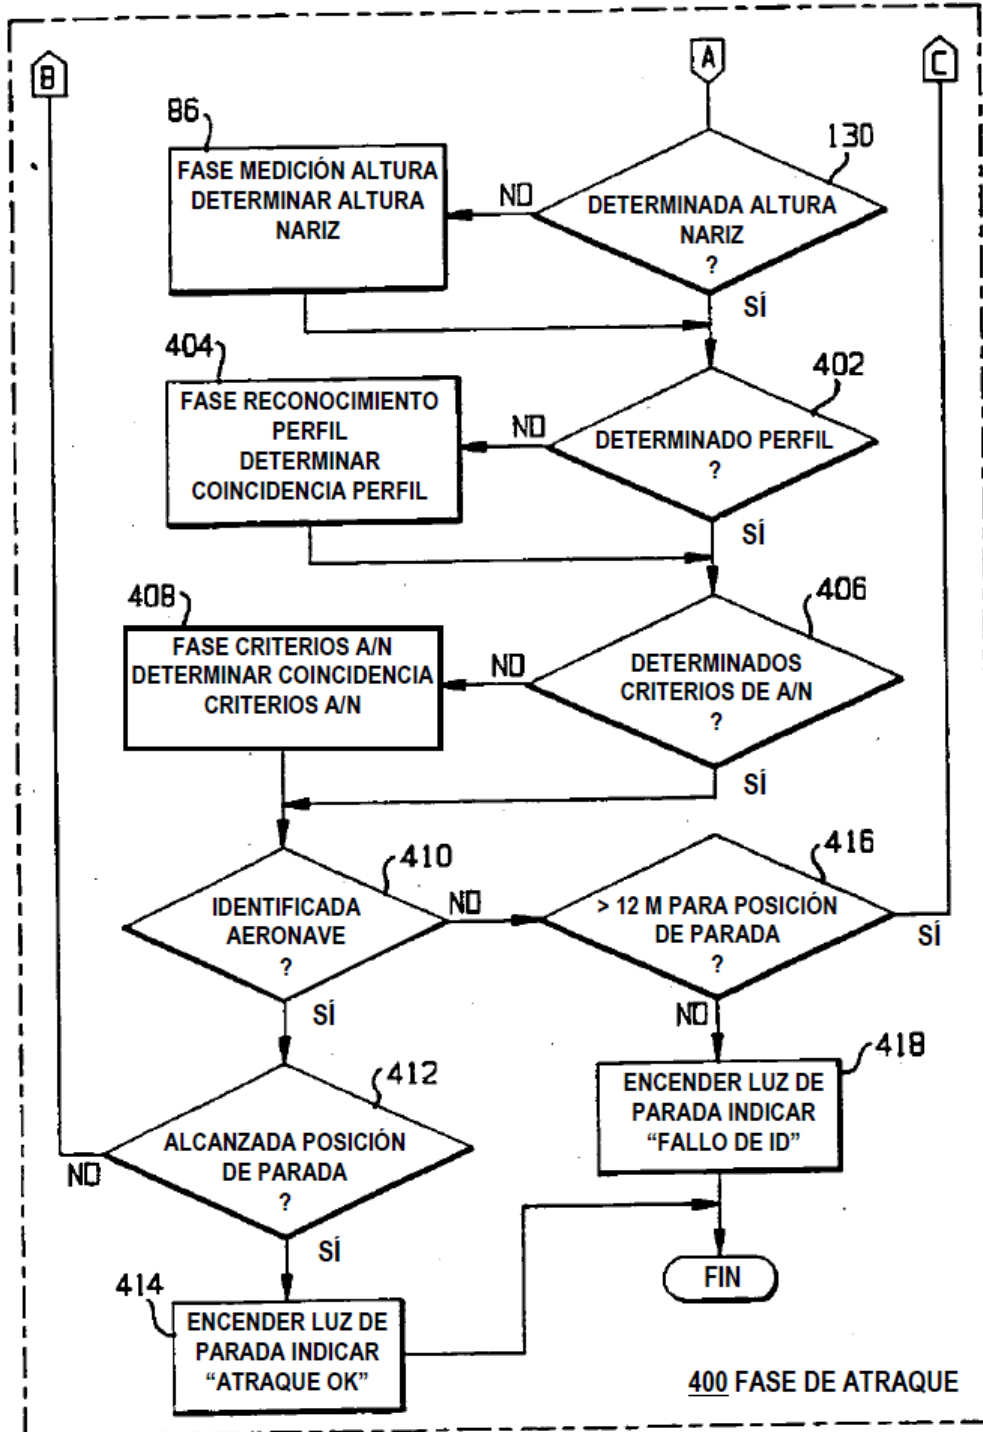 B
A
C
86
130
FASE MEDICIÓN ALTURA
DETERMINAR ALTURA
NARIZ
NO
DETERMINADA ALTURA
NARIZ
?
SÍ
404
402
FASE RECONOCIMIENTO
PERFIL
DETERMINAR
COINCIDENCIA PERFIL
NO
DETERMINADO PERFIL
?
SÍ
408
406
FASE CRITERIOS A/N
DETERMINAR COINCIDENCIA
CRITERIOS A/N
NO
DETERMINADOS
CRITERIOS DE A/N
?
SÍ
410
416
IDENTIFICADA
AERONAVE
?
NO
> 12 M PARA POSICIÓN
DE PARADA
?
SÍ
SÍ
NO
412
418
ALCANZADA POSICIÓN
DE PARADA
?
NO
SÍ
ENCENDER LUZ DE
PARADA INDICAR
“FALLO DE ID”
414
ENCENDER LUZ DE
PARADA INDICAR
“ATRAQUE OK”
FIN
400 FASE DE ATRAQUE